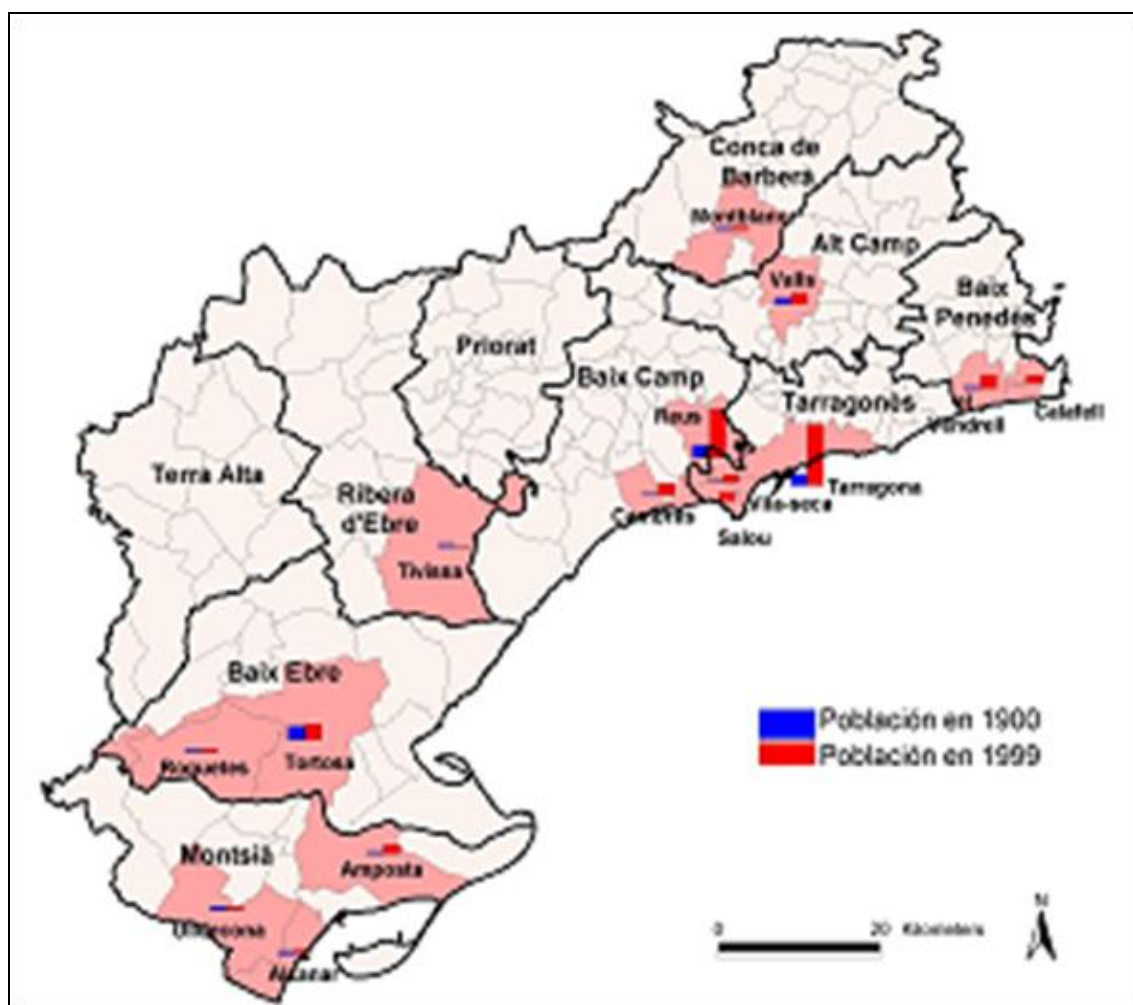 Conca de
Barberà
Montblanc
Alt Camp
Valls
Baix
Penedès
Priorat
Baix Camp
Reus
Tarragonès
Vendrell
Calafell
Terra Alta
Ribera
d'Ebre
Tivissa
Cambrils
Vila-seca
Tarragona
Salou
Baix Ebre
Roquetes
Tortosa
Población en 1900
Población en 1999
Montsià
Amposta
Ulldecona
Alcanar
0
20 Kilometers
N